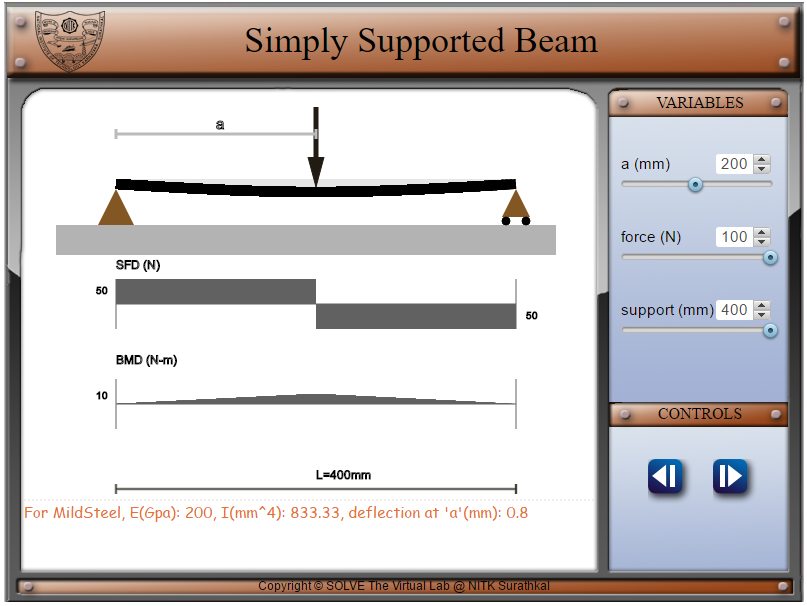 Simply Supported Beam
a
SFD (N)
50
50
BMD (N-m)
10
L=400mm
For MildSteel, E(Gpa): 200, I(mm^4): 833.33, deflection at 'a'(mm): 0.8
VARIABLES
a (mm) 200
force (N) 100
support (mm) 400
CONTROLS
Copyright © SOLVE The Virtual Lab @ NITK Surathkal